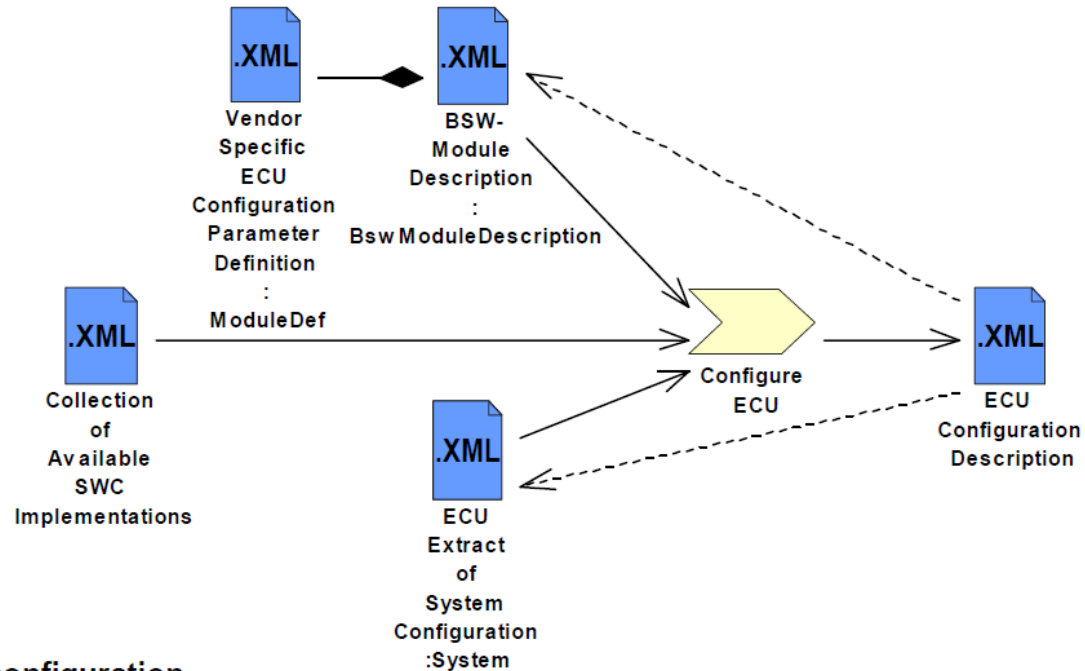 .XML
Vendor
Specific
ECU
Configuration
Parameter
Definition
:
ModuleDef
.XML
BSW-
Module
Description
:
BswModuleDescription
.XML
Collection
of
Available
SWC
Implementations
.XML
ECU
Extract
of
System
Configuration
:System
Configure
ECU
.XML
ECU
Configuration
Description